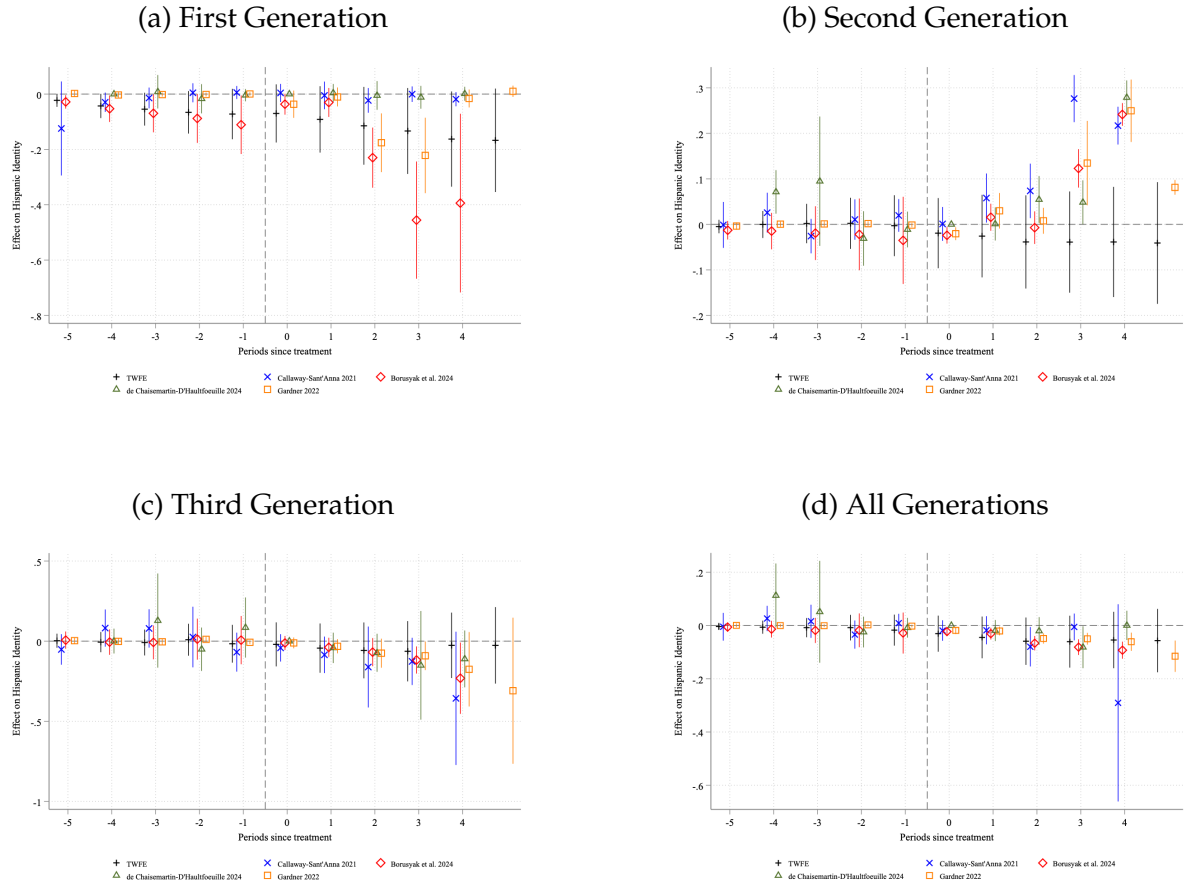 (a) First Generation
0
-.2
-.4
-.6
-.8
Effect on Hispanic Identity
-5 -4 -3 -2 -1 0 1 2 3 4
Periods since treatment
TWFE Callaway-Sant'Anna 2021 Borusyak et al. 2024
de Chaisemartin-D'Haultfoeuille 2024 Gardner 2022
(b) Second Generation
.3
.2
.1
0
-.1
-.2
Effect on Hispanic Identity
-5 -4 -3 -2 -1 0 1 2 3 4
Periods since treatment
TWFE Callaway-Sant'Anna 2021 Borusyak et al. 2024
de Chaisemartin-D'Haultfoeuille 2024 Gardner 2022
(c) Third Generation
.5
0
-.5
-1
Effect on Hispanic Identity
-5 -4 -3 -2 -1 0 1 2 3 4
Periods since treatment
TWFE Callaway-Sant'Anna 2021 Borusyak et al. 2024
de Chaisemartin-D'Haultfoeuille 2024 Gardner 2022
(d) All Generations
.2
0
-.2
-.4
-.6
Effect on Hispanic Identity
-5 -4 -3 -2 -1 0 1 2 3 4
Periods since treatment
TWFE Callaway-Sant'Anna 2021 Borusyak et al. 2024
de Chaisemartin-D'Haultfoeuille 2024 Gardner 2022